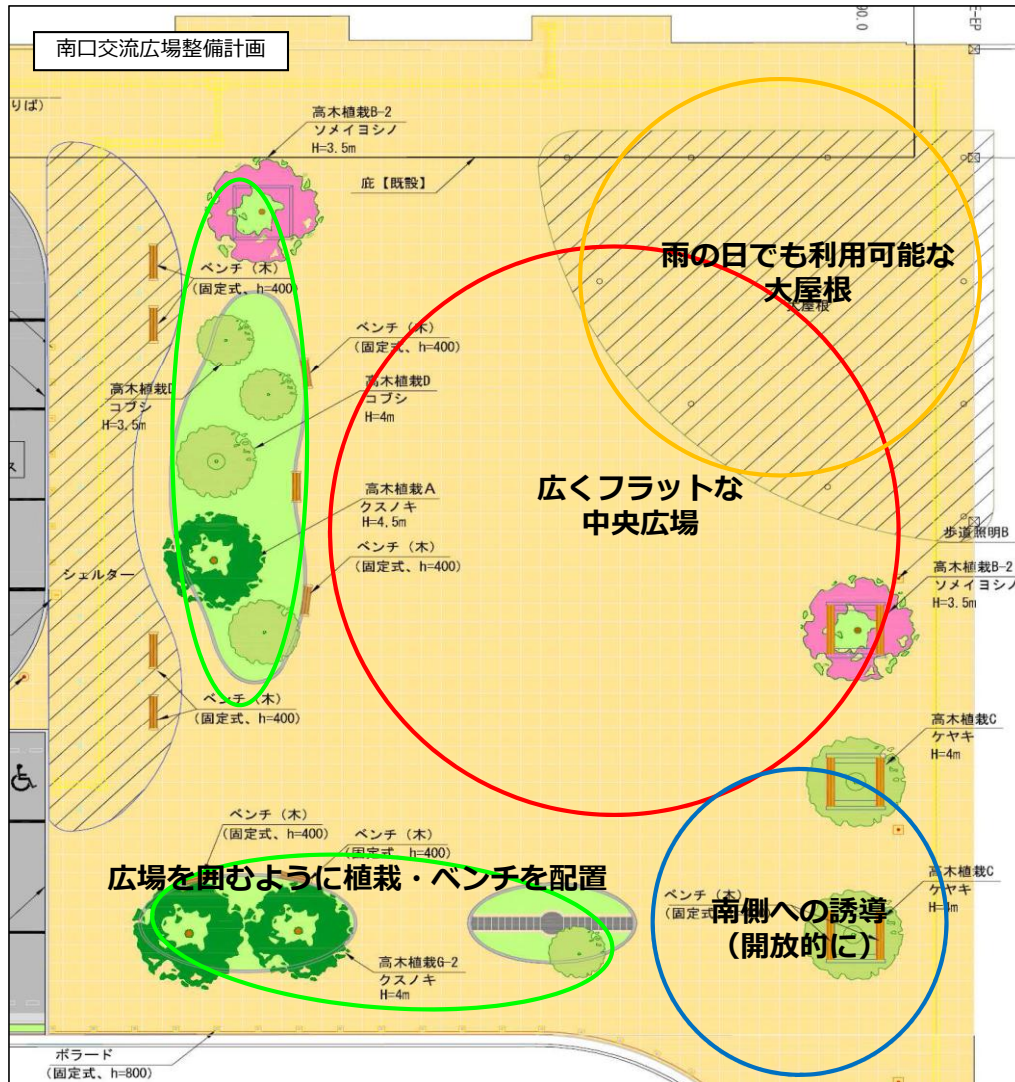 南口交流広場整備計画
90.0
E-EP
りば）
高木植栽B-2
ソメイヨシノ
H=3.5m
庇【既設】
雨の日でも利用可能な
大屋根
ベンチ（木）
（固定式、h=400）
ベンチ（木）
（固定式、h=400）
高木植栽D
コブシ
H=3.5m
高木植栽D
コブシ
H=4m
広くフラットな
中央広場
ス
高木植栽A
クスノキ
H=4.5m
ベンチ（木）
（固定式、h=400）
シェルター
歩道照明B
高木植栽B-2
ソメイヨシノ
H=3.5m
ベンチ（木）
（固定式、h=400）
高木植栽C
ケヤキ
H=4m
ベンチ（木）
（固定式、h=400）
ベンチ（木）
（固定式、h=400）
広場を囲むように植栽・ベンチを配置
高木植栽C
ケヤキ
H=4m
ベンチ（木）
（固定式、h=
南側への誘導
（開放的に）
高木植栽G-2
クスノキ
H=4m
ボラード
（固定式、h=800）